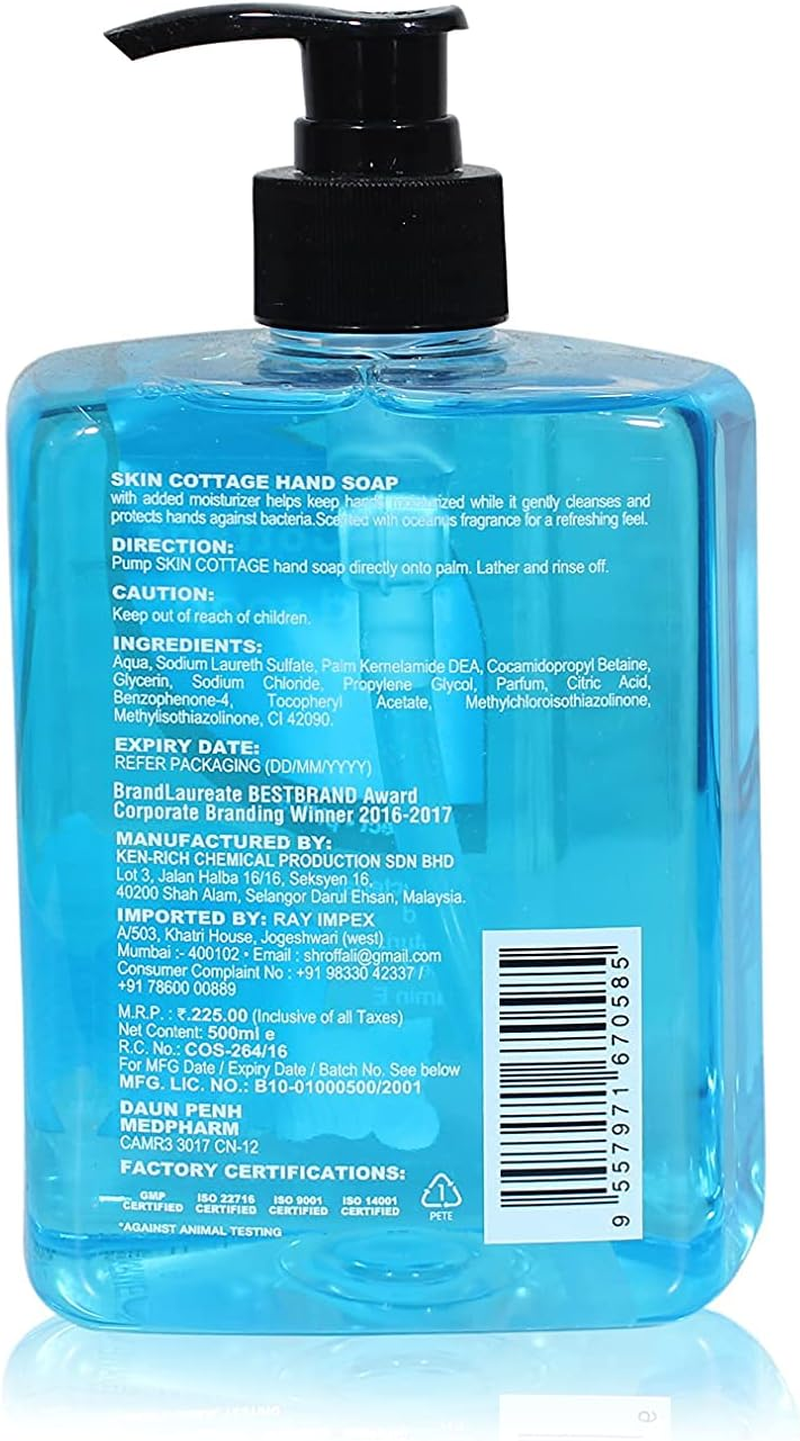 SKIN COTTAGE HAND SOAP
with added moisturizer helps keep hands moisturized while it gently cleanses and
protects hands against bacteria.Scented with oceanus fragrance for a refreshing feel.
DIRECTION:
Pump SKIN COTTAGE hand soap directly onto palm. Lather and rinse off.
CAUTION:
Keep out of reach of children.
INGREDIENTS:
Aqua, Sodium Laureth Sulfate, Palm Kernelamide DEA, Cocamidopropyl Betaine,
Glycerin, Sodium Chloride, Propylene Glycol, Parfum, Citric Acid,
Benzophenone-4, Tocopheryl Acetate, Methylchloroisothiazolinone,
Methylisothiazolinone, CI 42090.
EXPIRY DATE:
REFER PACKAGING (DD/MM/YYYY)
BrandLaureate BESTBRAND Award
Corporate Branding Winner 2016-2017
MANUFACTURED BY:
KEN-RICH CHEMICAL PRODUCTION SDN BHD
Lot 3, Jalan Halba 16/16, Seksyen 16.
40200 Shah Alam, Selangor Darul Ehsan, Malaysia.
IMPORTED BY: RAY IMPEX
A/503, Khatri House, Jogeshwari (west)
Mumbai :- 400102 • Email : shroffali@gmail.com
Consumer Complaint No : +91 98330 42337 /
+91 78600 00889
M.R.P. : ₹.225.00 (Inclusive of all Taxes)
Net Content: 500ml e
R.C. No.: COS-264/16
For MFG Date / Expiry Date / Batch No. See below
MFG. LIC. NO.: B10-01000500/2001
DAUN PENH
MEDPHARM
CAMR3 3017 CN-12
FACTORY CERTIFICATIONS:
GMP CERTIFIED
ISO 22716 CERTIFIED
ISO 9001 CERTIFIED
ISO 14001 CERTIFIED
1
PETE
*AGAINST ANIMAL TESTING
9 557971 670585